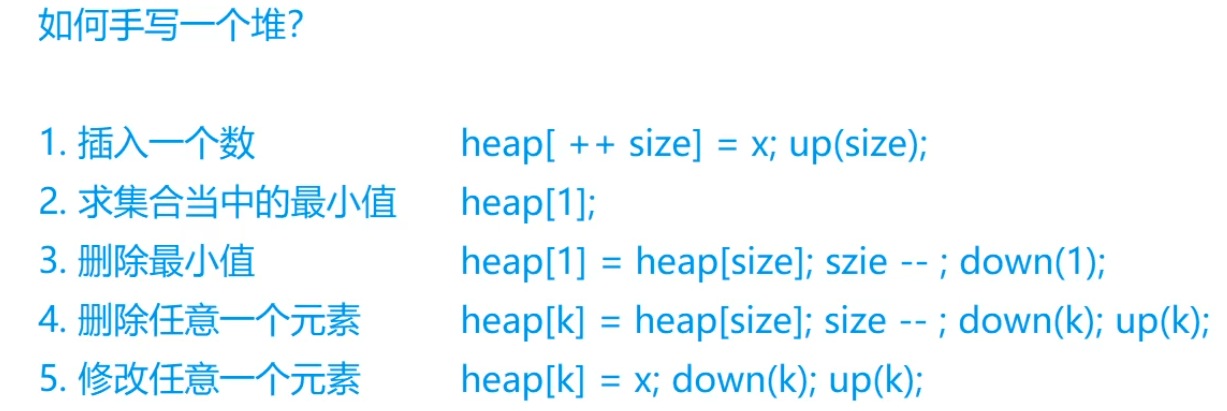 如何手写一个堆？
1. 插入一个数 heap[ ++ size] = x; up(size);
2. 求集合当中的最小值 heap[1];
3. 删除最小值 heap[1] = heap[size]; szie -- ; down(1);
4. 删除任意一个元素 heap[k] = heap[size]; size -- ; down(k); up(k);
5. 修改任意一个元素 heap[k] = x; down(k); up(k);